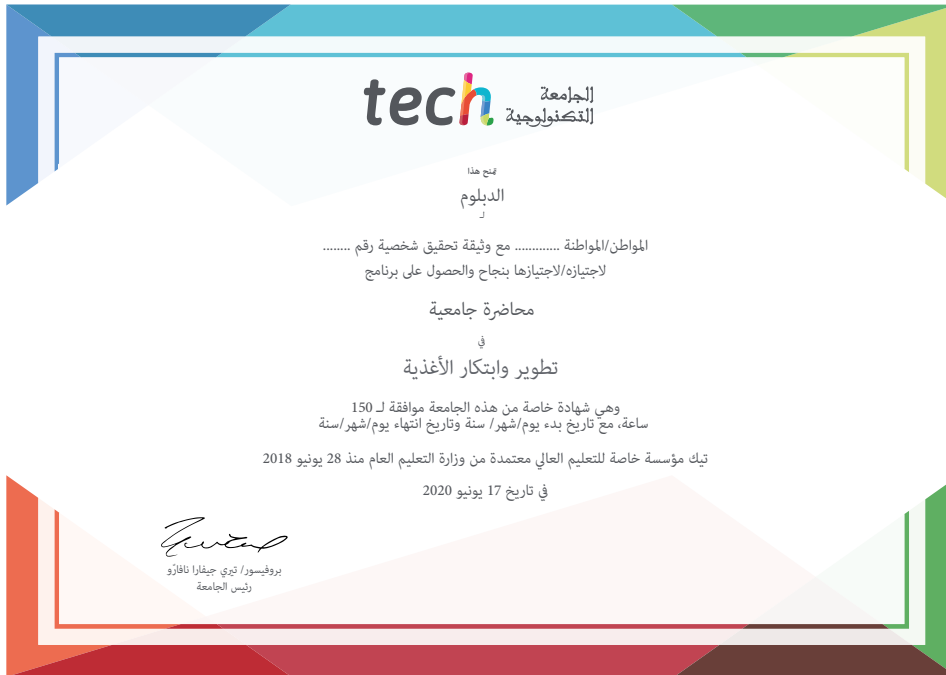 tech الجامعة
التكنولوجية
يمنح هذا
الدبلوم
لـ
المواطن/المواطنة ............ مع وثيقة تحقيق شخصية رقم ........
لاجتيازه/لاجتيازها بنجاح والحصول على برنامج
محاضرة جامعية
في
تطوير وابتكار الأغذية
وهي شهادة خاصة من هذه الجامعة موافقة لـ 150
ساعة، مع تاريخ بدء يوم/شهر/ سنة وتاريخ انتهاء يوم/شهر/سنة
تيك مؤسسة خاصة للتعليم العالي معتمدة من وزارة التعليم العام منذ 28 يونيو 2018
في تاريخ 17 يونيو 2020
بروفيسور/ تيري جيفارا نافارّو
رئيس الجامعة